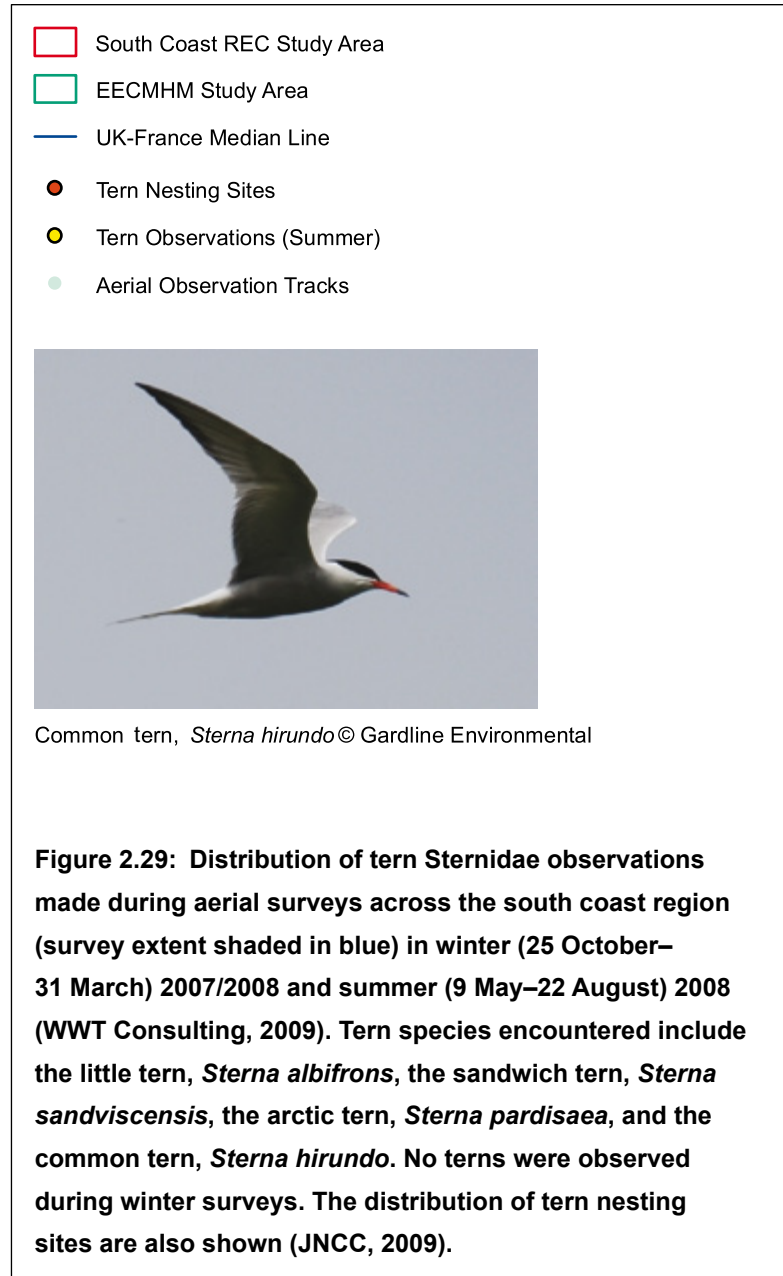 South Coast REC Study Area
EECMHM Study Area
UK-France Median Line
Tern Nesting Sites
Tern Observations (Summer)
Aerial Observation Tracks
Common tern, Sterna hirundo © Gardline Environmental
Figure 2.29: Distribution of tern Sternidae observations
made during aerial surveys across the south coast region
(survey extent shaded in blue) in winter (25 October–
31 March) 2007/2008 and summer (9 May–22 August) 2008
(WWT Consulting, 2009). Tern species encountered include
the little tern, Sterna albifrons, the sandwich tern, Sterna
sandviscensis, the arctic tern, Sterna pardisaea, and the
common tern, Sterna hirundo. No terns were observed
during winter surveys. The distribution of tern nesting
sites are also shown (JNCC, 2009).